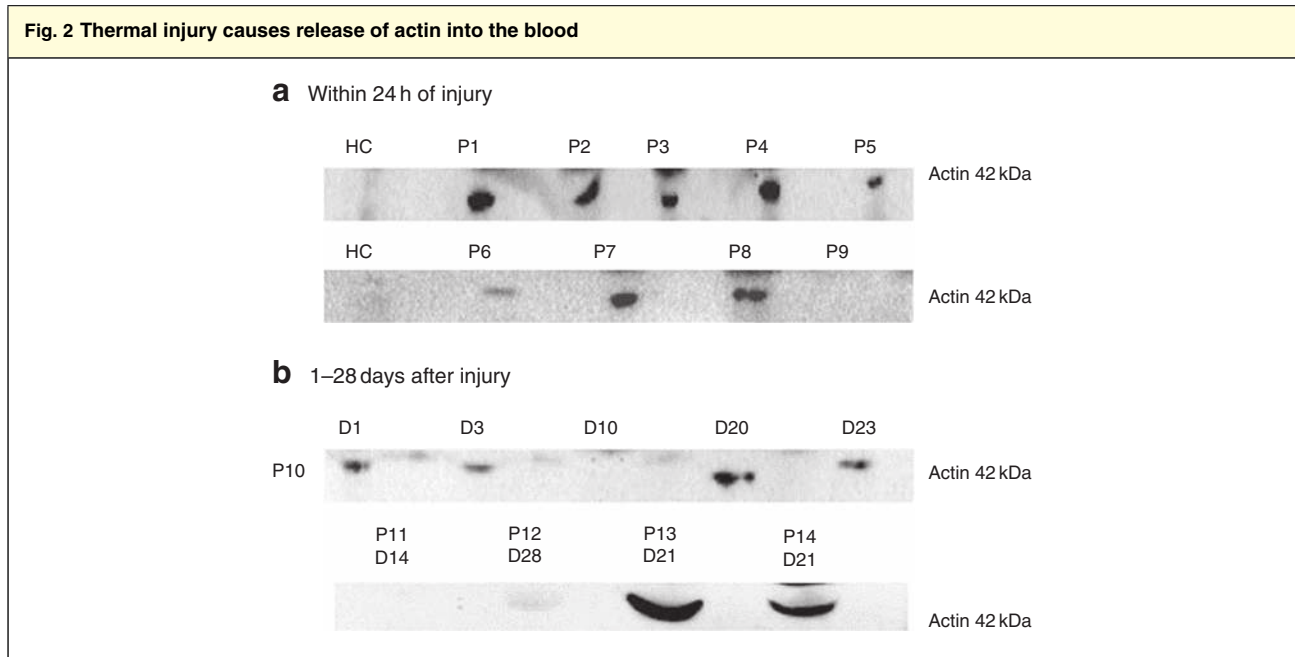 Fig. 2 Thermal injury causes release of actin into the blood
a Within 24 h of injury
HC P1 P2 P3 P4 P5
Actin 42 kDa
HC P6 P7 P8 P9
Actin 42 kDa
b 1–28 days after injury
D1 D3 D10 D20 D23
P10 Actin 42 kDa
P11 P12 P13 P14
D14 D28 D21 D21
Actin 42 kDa